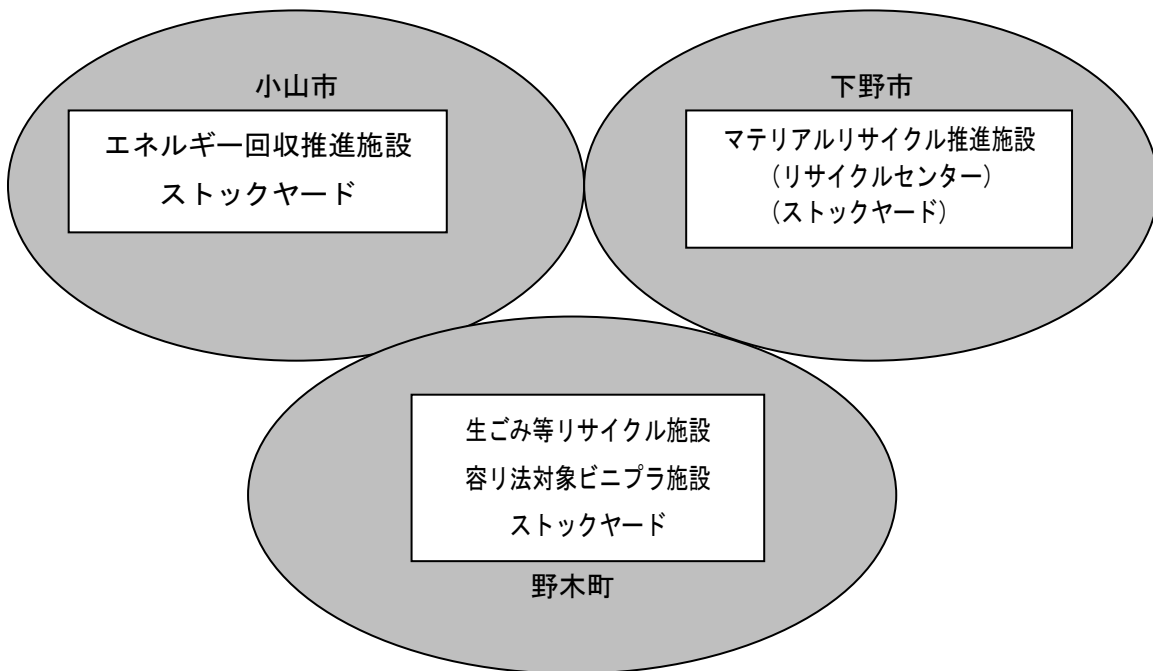 小山市
エネルギー回収推進施設
ストックヤード
下野市
マテリアルリサイクル推進施設
（リサイクルセンター）
（ストックヤード）
生ごみ等リサイクル施設
容リ法対象ビニプラ施設
ストックヤード
野木町